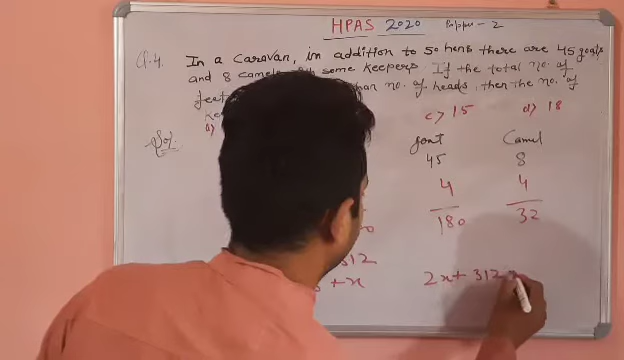 HPAS 2020 Paper-2
Q.4. In a Caravan, in addition to 50 hens there are 45 goats
and 8 camels some keepers. If the total no. of
feet than no. of heads, then the no. of
a) c) 15 d) 18
Sol. goat Camel
45 8
4 4
180 32
312
+ x 2x + 312